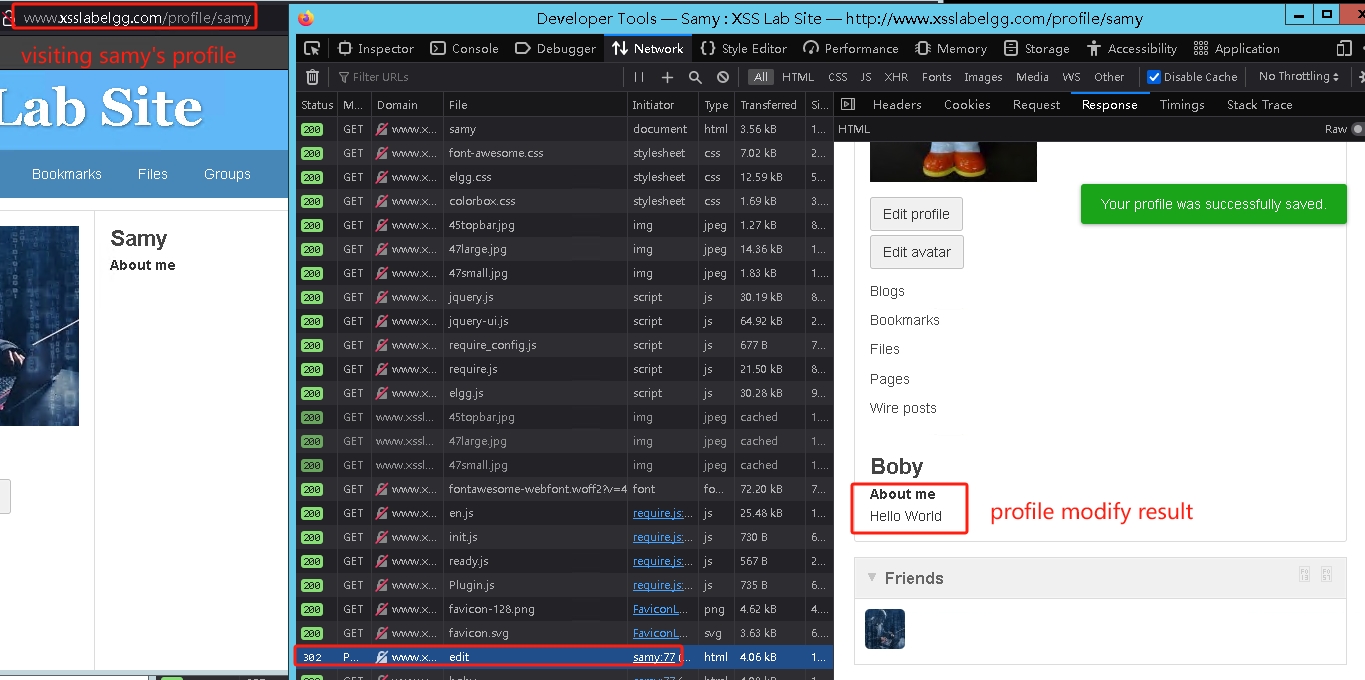 www.xsslabelgg.com/profile/samy
visiting samy's profile
Lab Site
Bookmarks Files Groups
Samy
About me
Developer Tools — Samy : XSS Lab Site — http://www.xsslabelgg.com/profile/samy
Inspector Console Debugger Network Style Editor Performance Memory Storage Accessibility Application
Filter URLs All HTML CSS JS XHR Fonts Images Media WS Other Disable Cache No Throttling
Status M... Domain File Initiator Type Transferred Si...
200 GET www.x... samy document html 3.56 kB 1...
200 GET www.x... font-awesome.css stylesheet css 7.02 kB 2...
200 GET www.x... elgg.css stylesheet css 12.59 kB 5...
200 GET www.x... colorbox.css stylesheet css 1.69 kB 3...
200 GET www.x... 45topbar.jpg img jpeg 1.27 kB 8...
200 GET www.x... 47large.jpg img jpeg 14.36 kB 1...
200 GET www.x... 47small.jpg img jpeg 1.83 kB 1...
200 GET www.x... jquery.js script js 30.19 kB 8...
200 GET www.x... jquery-ui.js script js 64.92 kB 2...
200 GET www.x... require_config.js script js 677 B 7...
200 GET www.x... require.js script js 21.50 kB 8...
200 GET www.x... elgg.js script js 30.28 kB 9...
200 GET www.xssl... 45topbar.jpg img jpeg cached 1...
200 GET www.xssl... 47large.jpg img jpeg cached 1...
200 GET www.xssl... 47small.jpg img jpeg cached 1...
200 GET www.x... fontawesome-webfont.woff2?v=4 font fo... 72.20 kB 7...
200 GET www.x... en.js require.js:... js 25.48 kB 1...
200 GET www.x... init.js require.js:... js 730 B 6...
200 GET www.x... ready.js require.js:... js 567 B 2...
200 GET www.x... Plugin.js require.js:... js 735 B 6...
200 GET www.x... favicon-128.png FaviconL... png 4.62 kB 4...
200 GET www.x... favicon.svg FaviconL... svg 3.63 kB 6...
302 P... www.x... edit samy:77 (... html 4.06 kB 1...
Headers Cookies Request Response Timings Stack Trace
HTML Raw
Your profile was successfully saved.
Edit profile
Edit avatar
Blogs
Bookmarks
Files
Pages
Wire posts
Boby
About me
Hello World
profile modify result
Friends